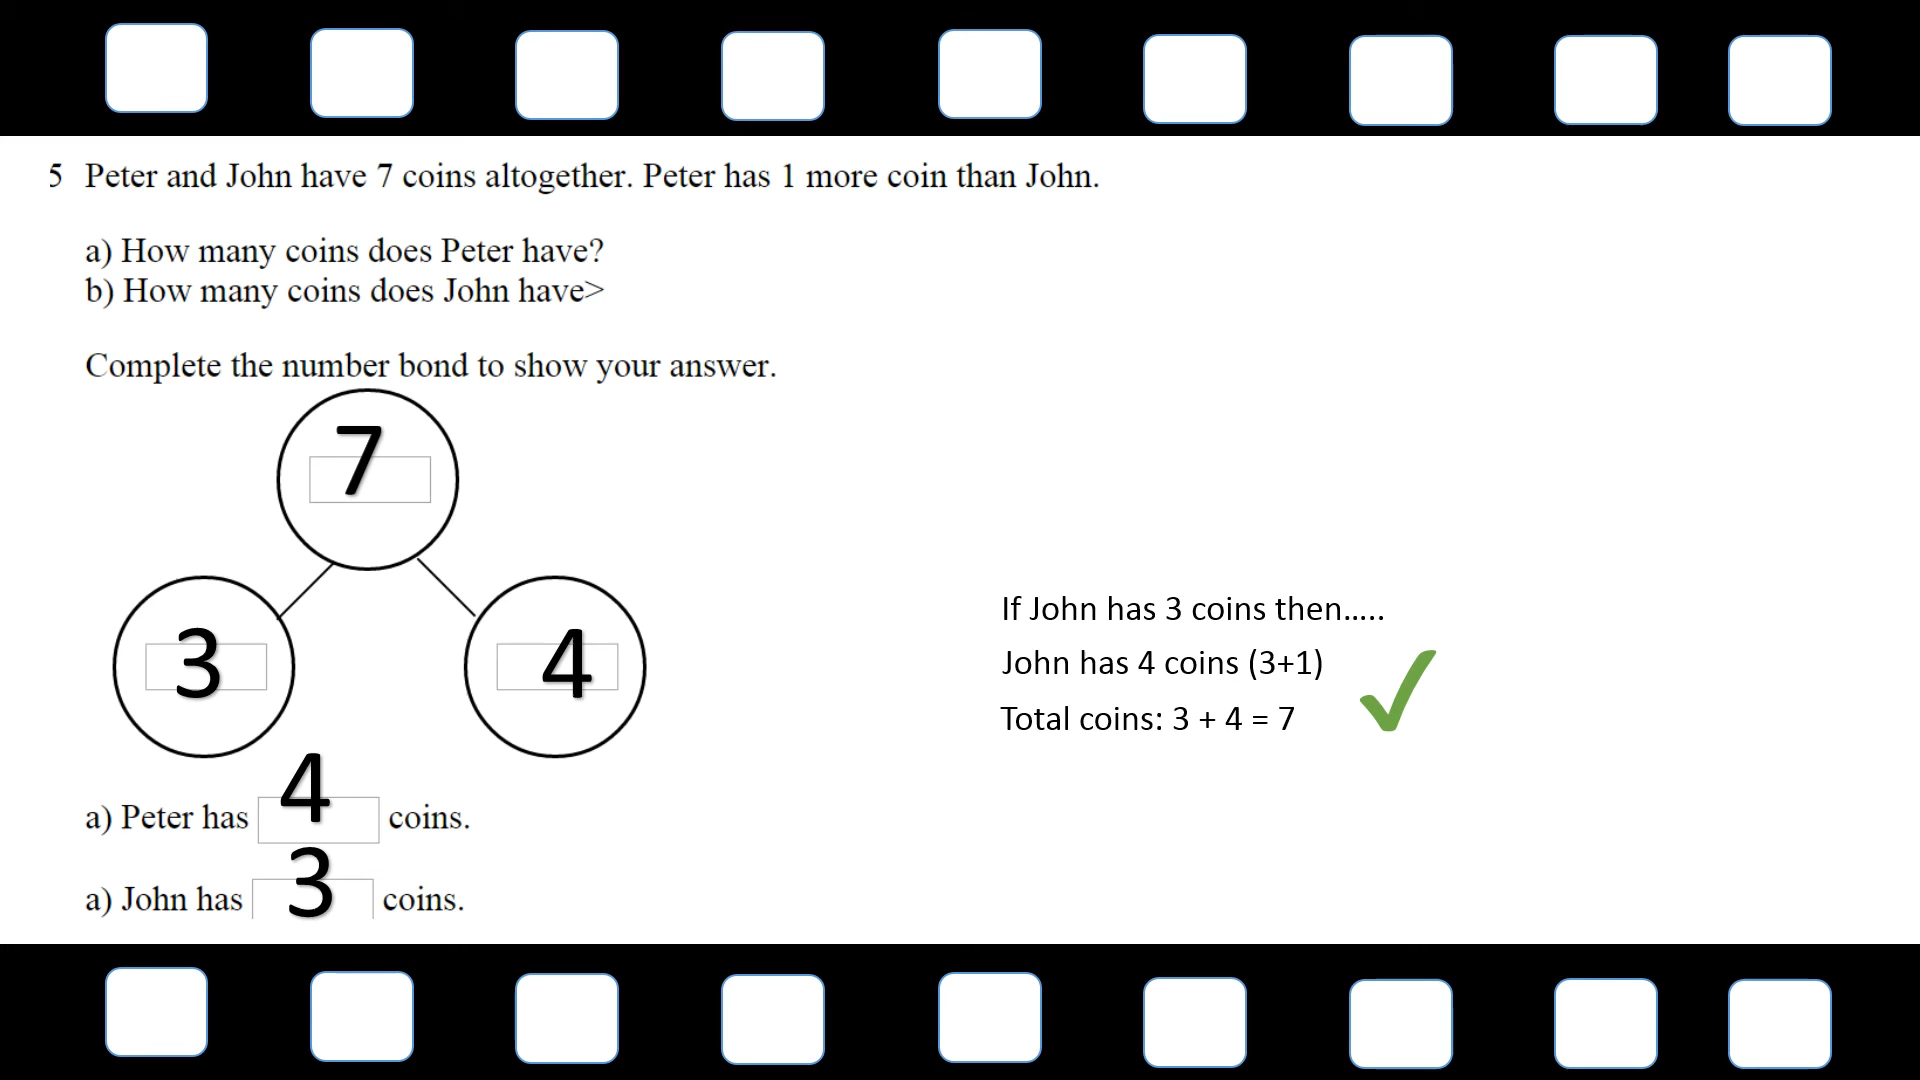 5 Peter and John have 7 coins altogether. Peter has 1 more coin than John.
a) How many coins does Peter have?
b) How many coins does John have>
Complete the number bond to show your answer.
7
3 4
If John has 3 coins then.....
John has 4 coins (3+1)
Total coins: 3 + 4 = 7
a) Peter has 4 coins.
a) John has 3 coins.